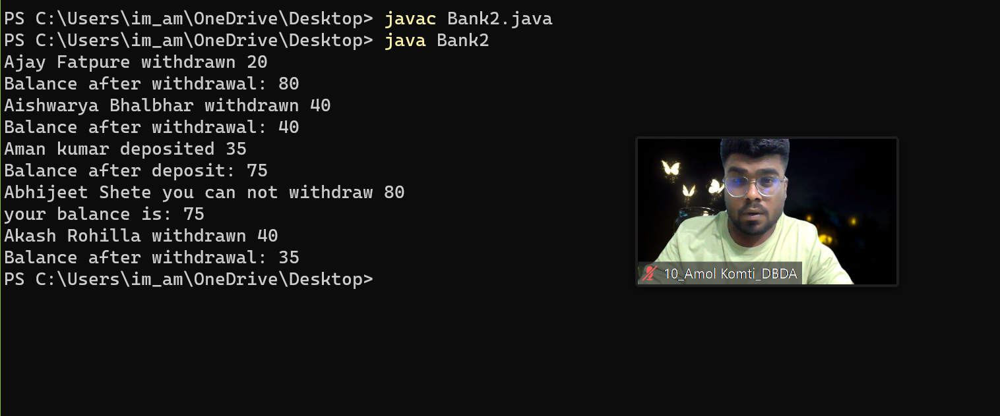 PS C:\Users\im_am\OneDrive\Desktop> javac Bank2.java
PS C:\Users\im_am\OneDrive\Desktop> java Bank2
Ajay Fatpure withdrawn 20
Balance after withdrawal: 80
Aishwarya Bhalbhar withdrawn 40
Balance after withdrawal: 40
Aman kumar deposited 35
Balance after deposit: 75
Abhijeet Shete you can not withdraw 80
your balance is: 75
Akash Rohilla withdrawn 40
Balance after withdrawal: 35
PS C:\Users\im_am\OneDrive\Desktop>
10_Amol Komti_DBDA